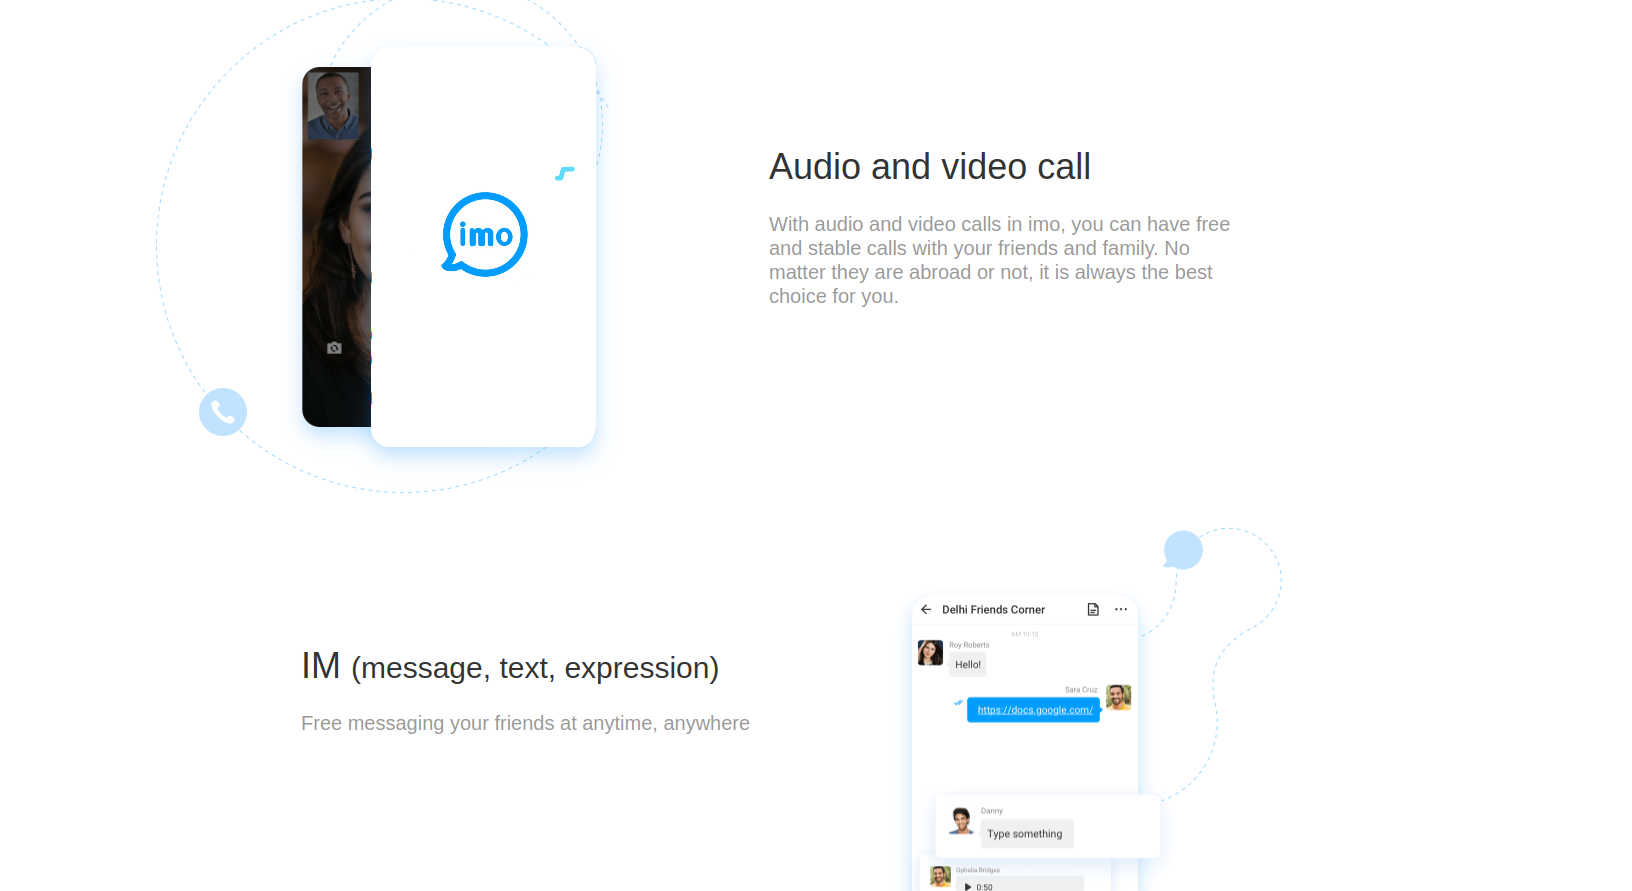 imo
Audio and video call
With audio and video calls in imo, you can have free
and stable calls with your friends and family. No
matter they are abroad or not, it is always the best
choice for you.
IM (message, text, expression)
Free messaging your friends at anytime, anywhere
Delhi Friends Corner
AM 10-12
Roy Roberts
Hello!
Sara Cruz
https://docs.google.com/
Danny
Type something
Ophelia Bridges
0:50